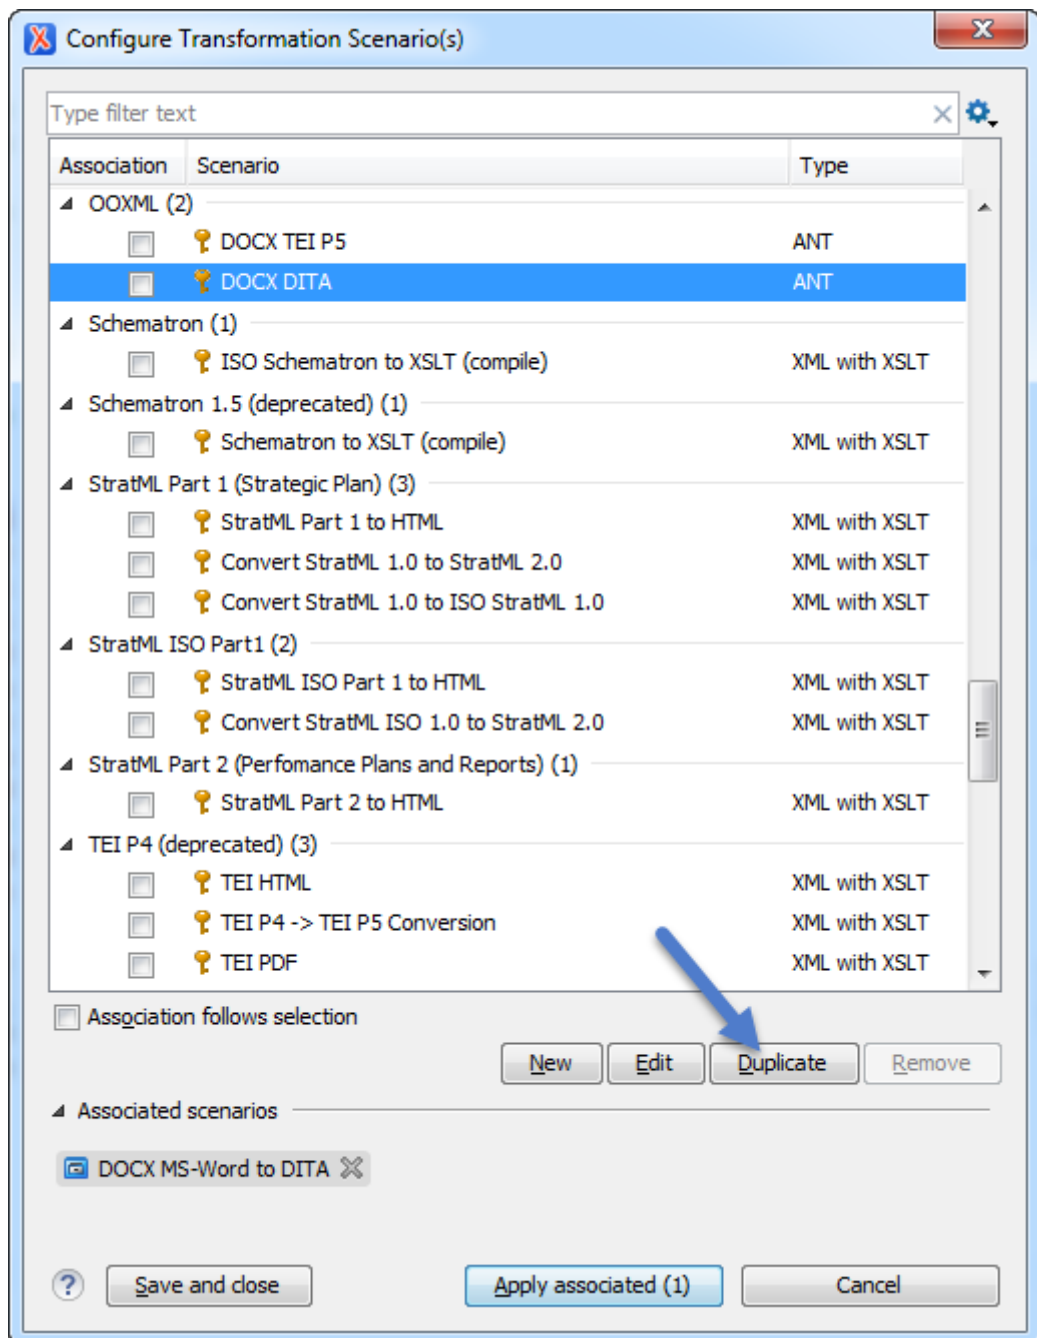 Configure Transformation Scenario(s)
Type filter text
Association Scenario Type
OOXML (2)
DOCX TEI P5 ANT
DOCX DITA ANT
Schematron (1)
ISO Schematron to XSLT (compile) XML with XSLT
Schematron 1.5 (deprecated) (1)
Schematron to XSLT (compile) XML with XSLT
StratML Part 1 (Strategic Plan) (3)
StratML Part 1 to HTML XML with XSLT
Convert StratML 1.0 to StratML 2.0 XML with XSLT
Convert StratML 1.0 to ISO StratML 1.0 XML with XSLT
StratML ISO Part1 (2)
StratML ISO Part 1 to HTML XML with XSLT
Convert StratML ISO 1.0 to StratML 2.0 XML with XSLT
StratML Part 2 (Perfomance Plans and Reports) (1)
StratML Part 2 to HTML XML with XSLT
TEI P4 (deprecated) (3)
TEI HTML XML with XSLT
TEI P4 -> TEI P5 Conversion XML with XSLT
TEI PDF XML with XSLT
Association follows selection
New Edit Duplicate Remove
Associated scenarios
DOCX MS-Word to DITA
? Save and close Apply associated (1) Cancel